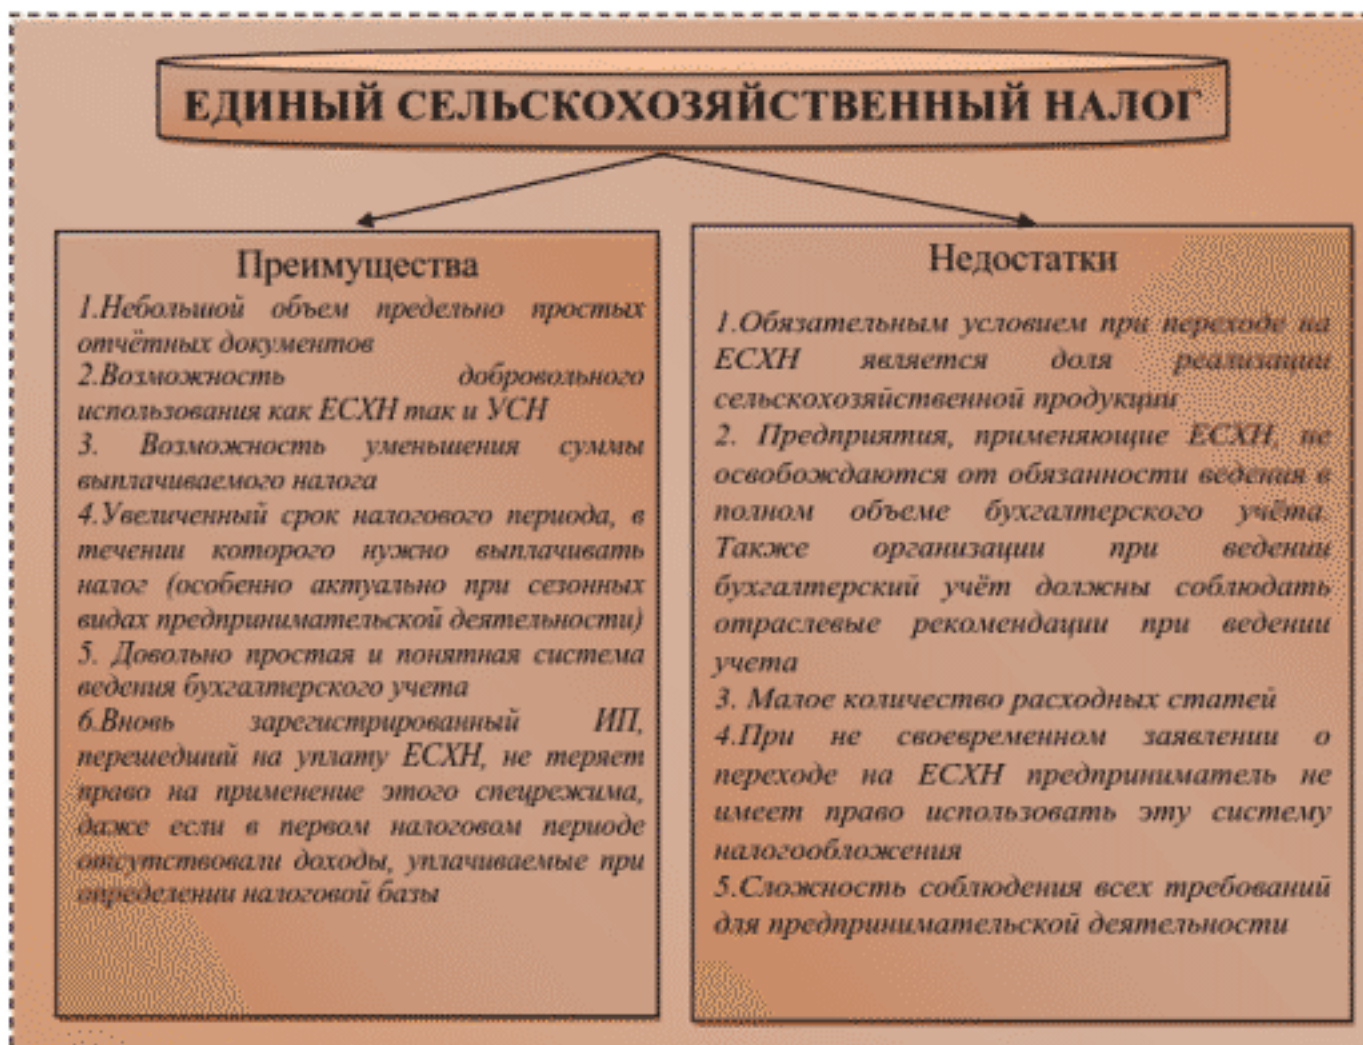 ЕДИНЫЙ СЕЛЬСКОХОЗЯЙСТВЕННЫЙ НАЛОГ
Преимущества
1.Небольшой объем предельно простых
отчётных документов
2.Возможность добровольного
использования как ЕСХН так и УСН
3. Возможность уменьшения суммы
выплачиваемого налога
4.Увеличенный срок налогового периода, в
течении которого нужно выплачивать
налог (особенно актуально при сезонных
видах предпринимательской деятельности)
5. Довольно простая и понятная система
ведения бухгалтерского учета
6.Вновь зарегистрированный ИП,
перешедший на уплату ЕСХН, не теряет
право на применение этого спецрежима,
даже если в первом налоговом периоде
отсутствовали доходы, уплачиваемые при
определении налоговой базы
Недостатки
1.Обязательным условием при переходе на
ЕСХН является доля реализации
сельскохозяйственной продукции
2. Предприятия, применяющие ЕСХН, не
освобождаются от обязанности ведения в
полном объеме бухгалтерского учёта.
Также организации при ведении
бухгалтерский учёт должны соблюдать
отраслевые рекомендации при ведении
учета
3. Малое количество расходных статей
4.При не своевременном заявлении о
переходе на ЕСХН предприниматель не
имеет право использовать эту систему
налогообложения
5.Сложность соблюдения всех требований
для предпринимательской деятельности